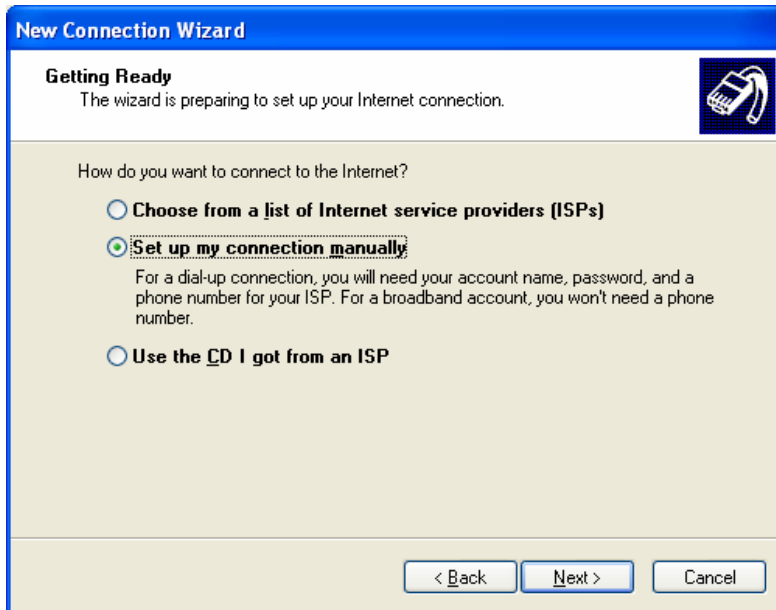 New Connection Wizard
Getting Ready
The wizard is preparing to set up your Internet connection.
How do you want to connect to the Internet?
Choose from a list of Internet service providers (ISPs)
Set up my connection manually
For a dial-up connection, you will need your account name, password, and a
phone number for your ISP. For a broadband account, you won't need a phone
number.
Use the CD I got from an ISP
< Back Next > Cancel